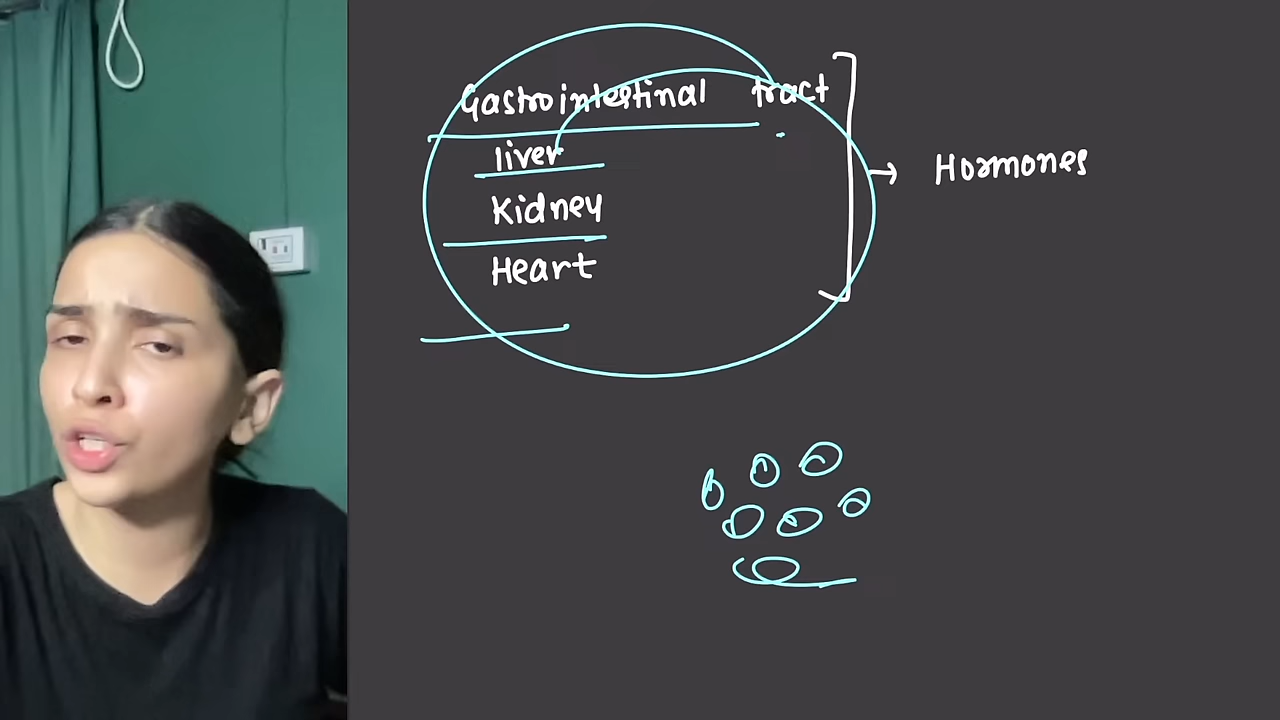 Gastrointestinal tract
liver
Kidney
Heart
→ Hormones